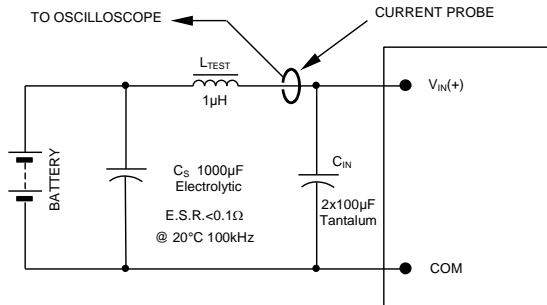 TO OSCILLOSCOPE
CURRENT PROBE
LTEST
1µH
VIN(+)
BATTERY
CS 1000µF
Electrolytic
E.S.R.<0.1Ω
@ 20°C 100kHz
CIN
2x100µF
Tantalum
COM